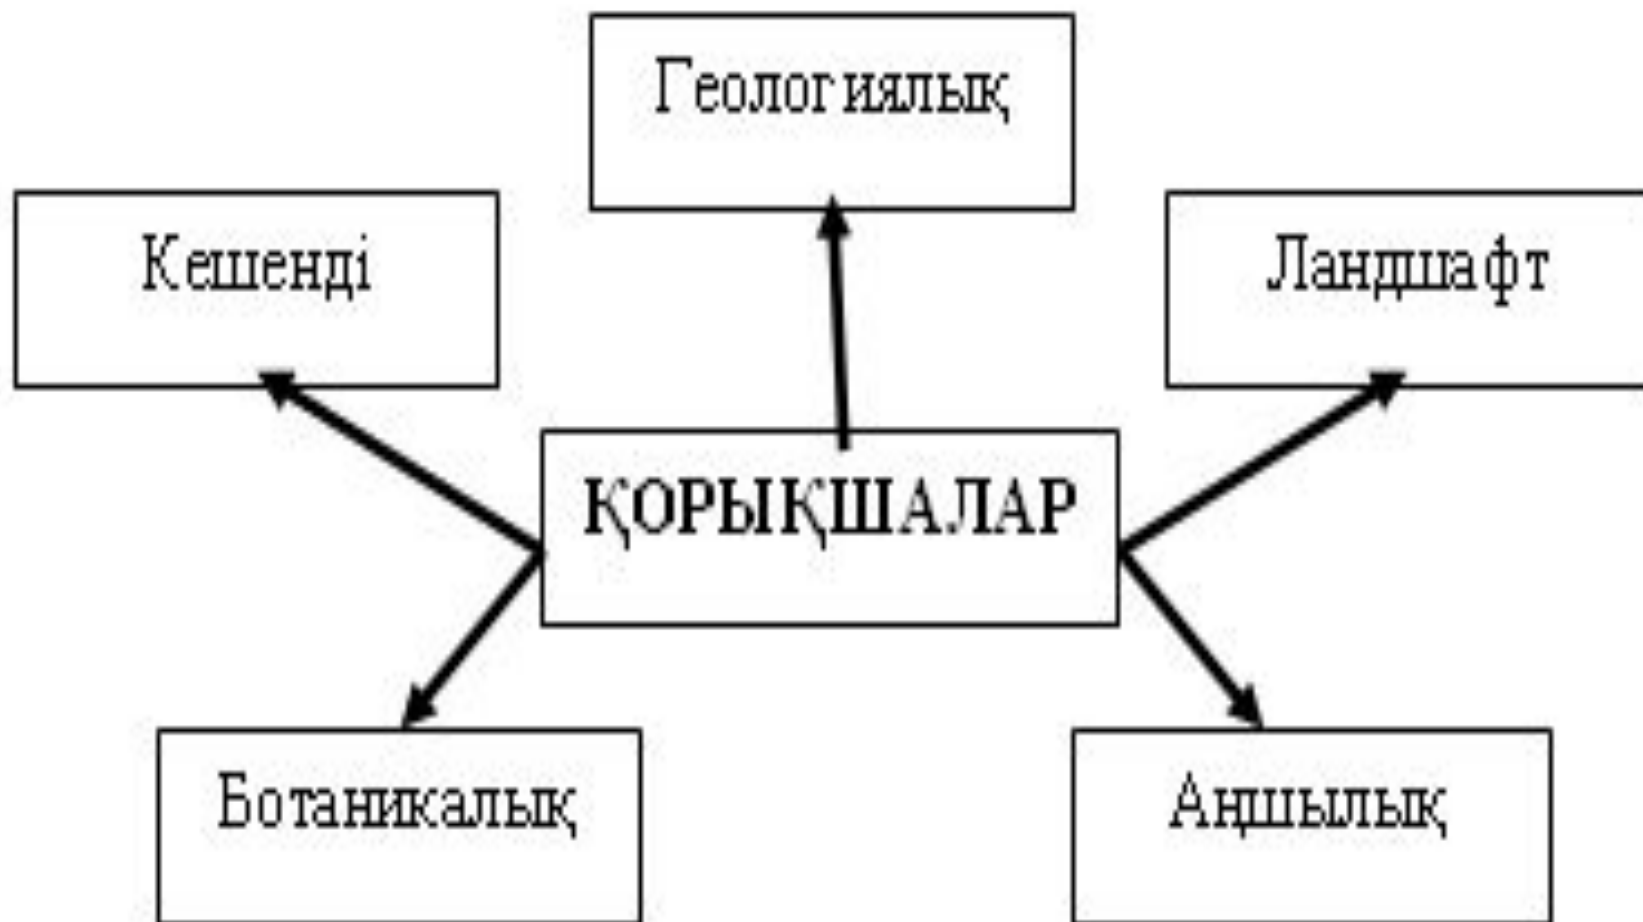 Геологиялық
Кешенді
Ландшафт
ҚОРЫҚШАЛАР
Ботаникалық
Аңшылық